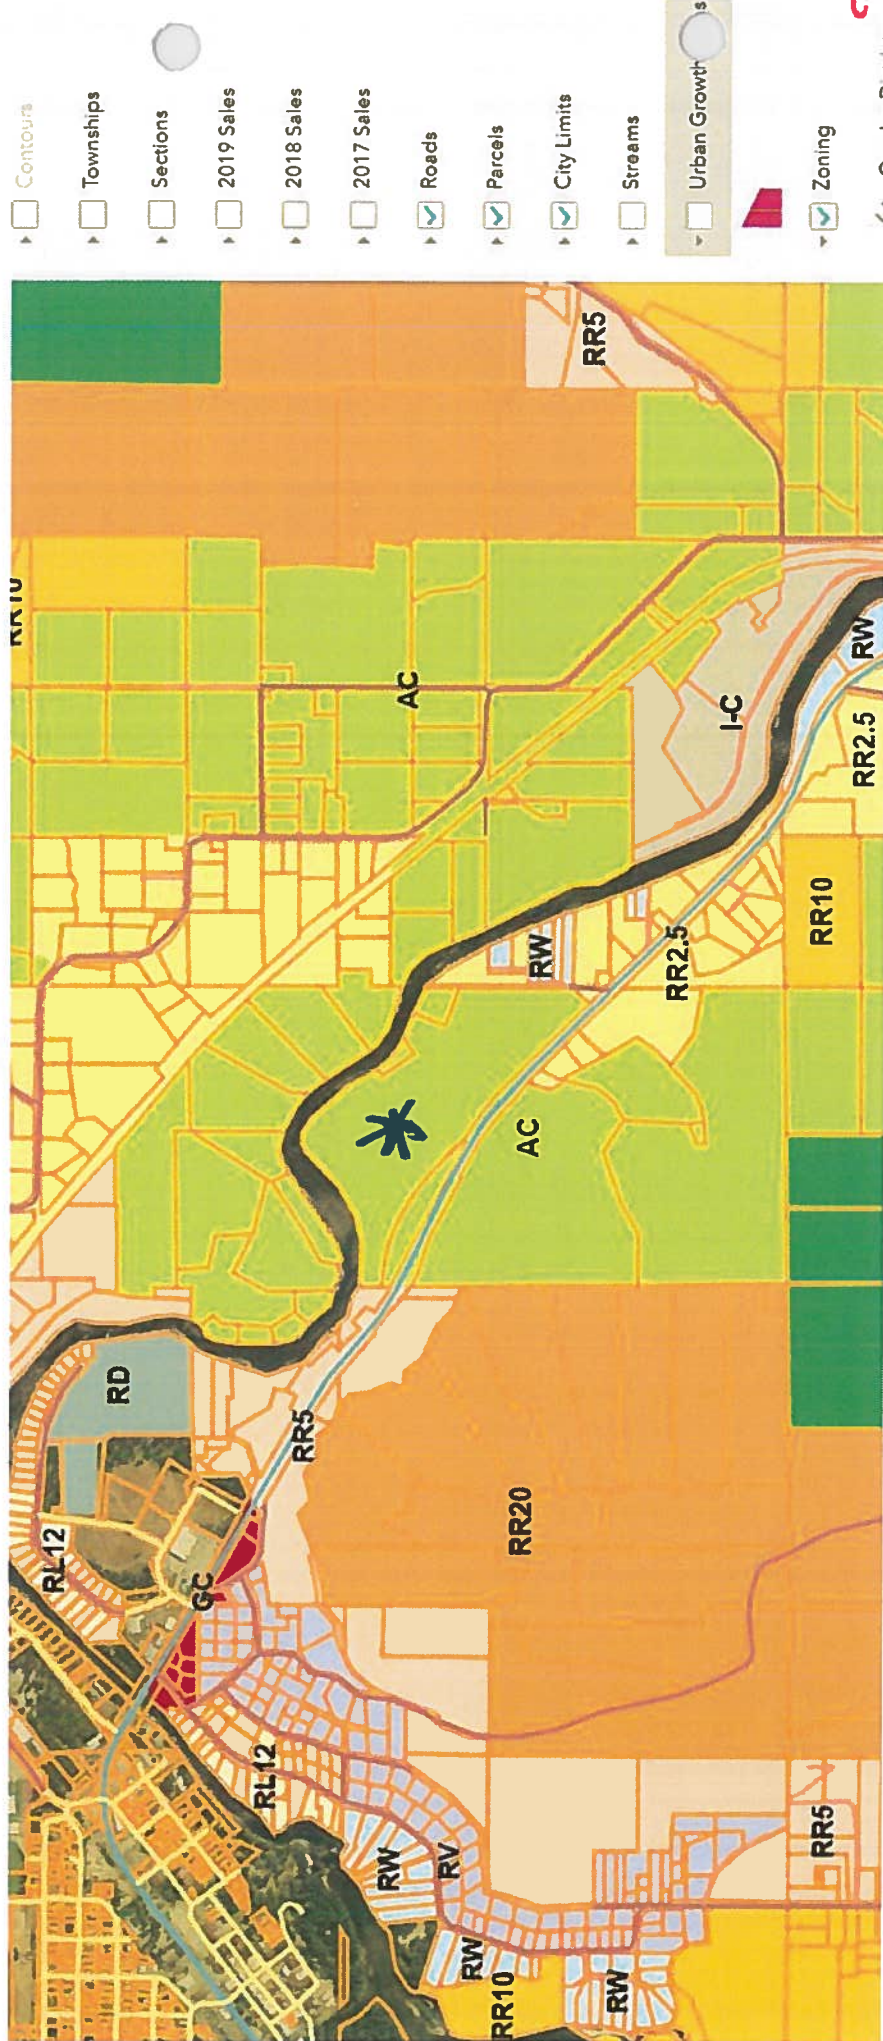 Contours
Townships
Sections
2019 Sales
2018 Sales
2017 Sales
Roads
Parcels
City Limits
Streams
Urban Growth
Zoning
RR10
RR5
AC
I-C
RW
RR2.5
RR10
RW
RR2.5
AC
RD
RR5
RL12
GC
RR20
RL12
RW
RV
RW
RR10
RW
RR5